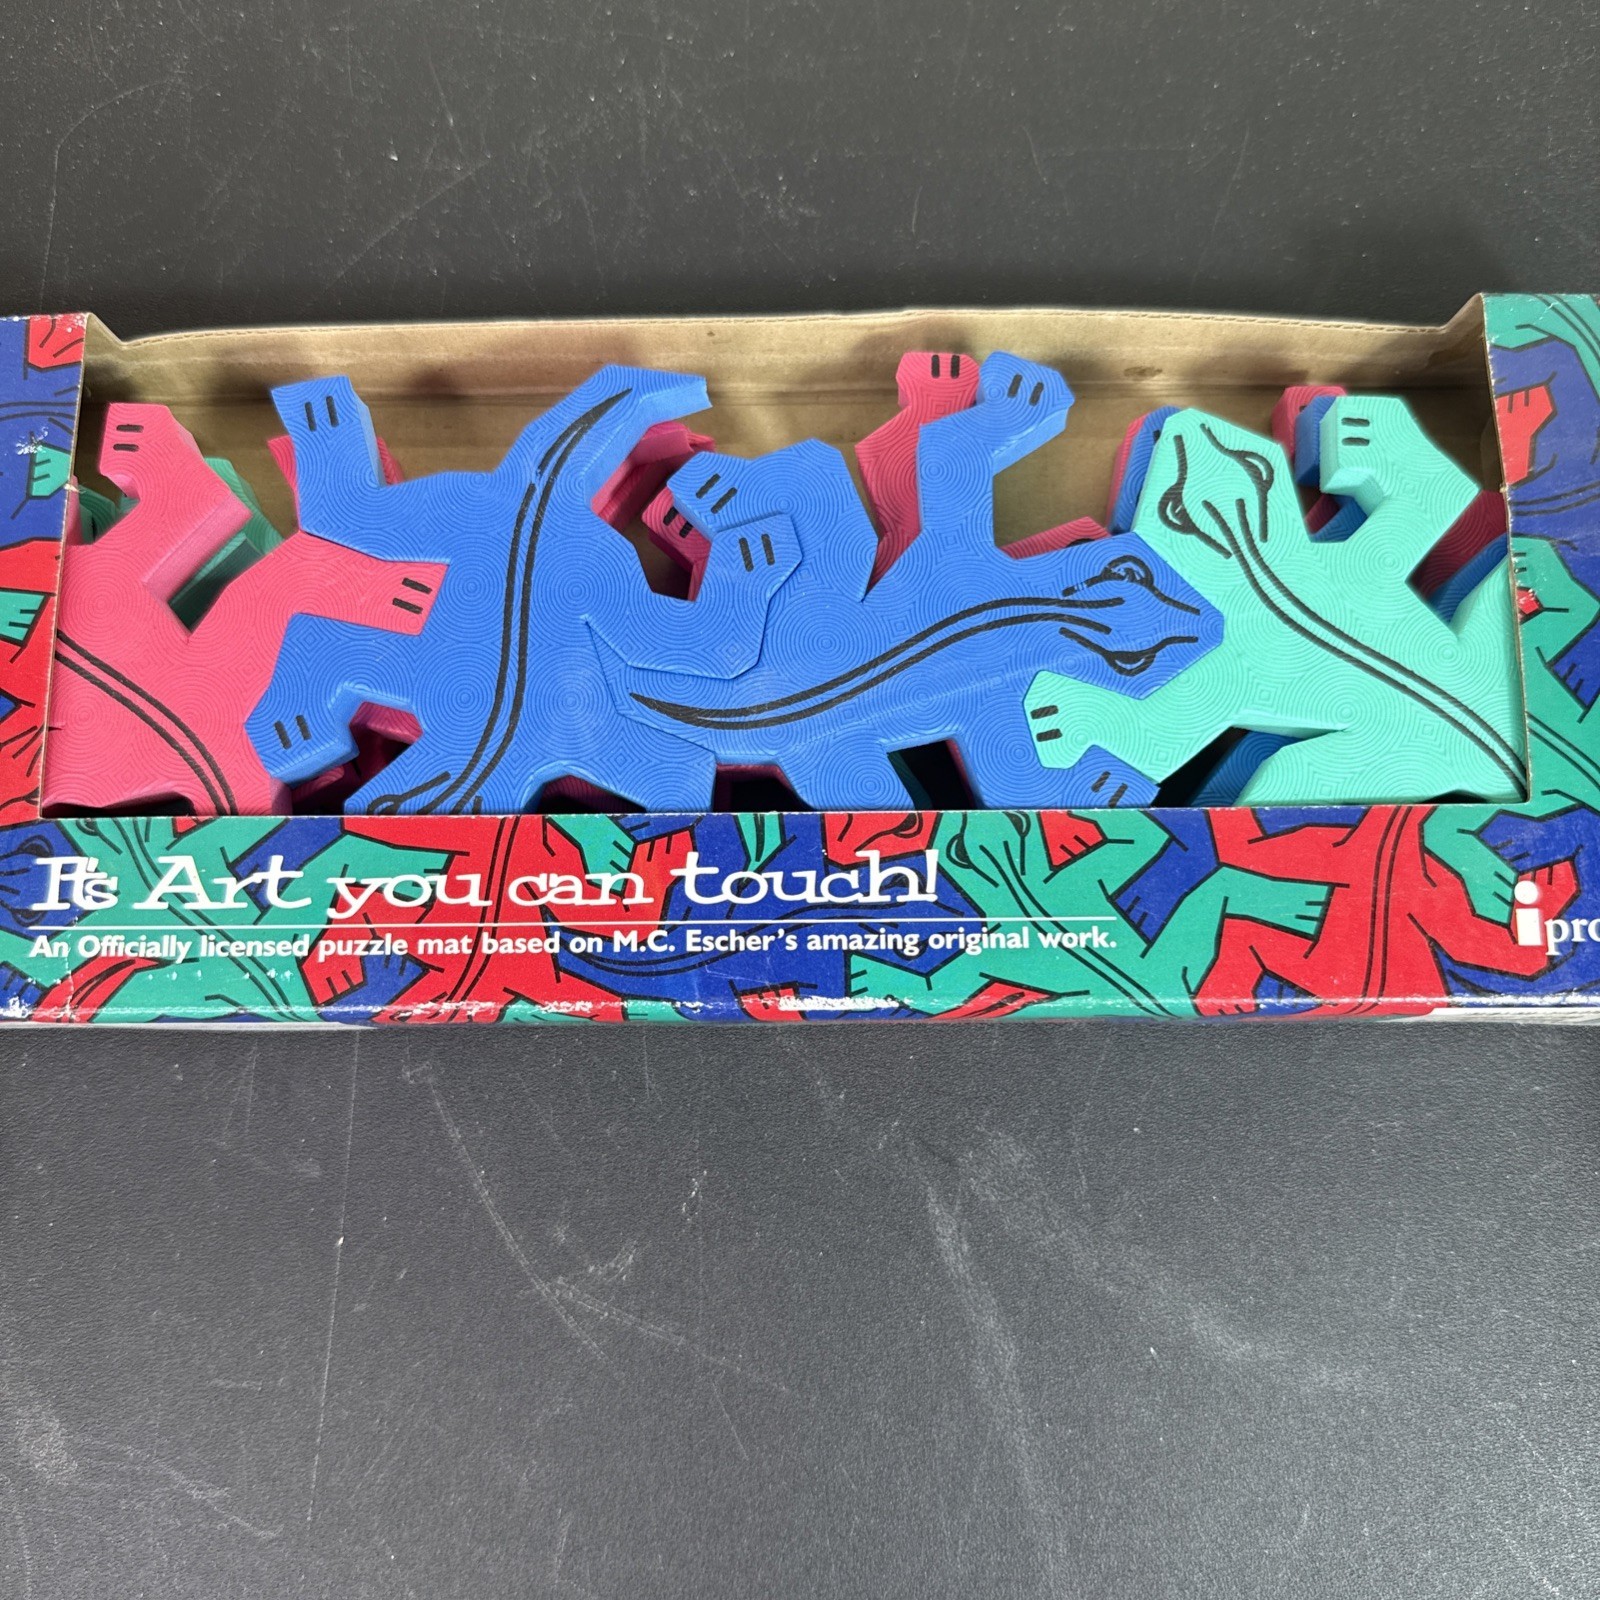 It's Art you can touch!
An Officially licensed puzzle mat based on M.C. Escher's amazing original work.